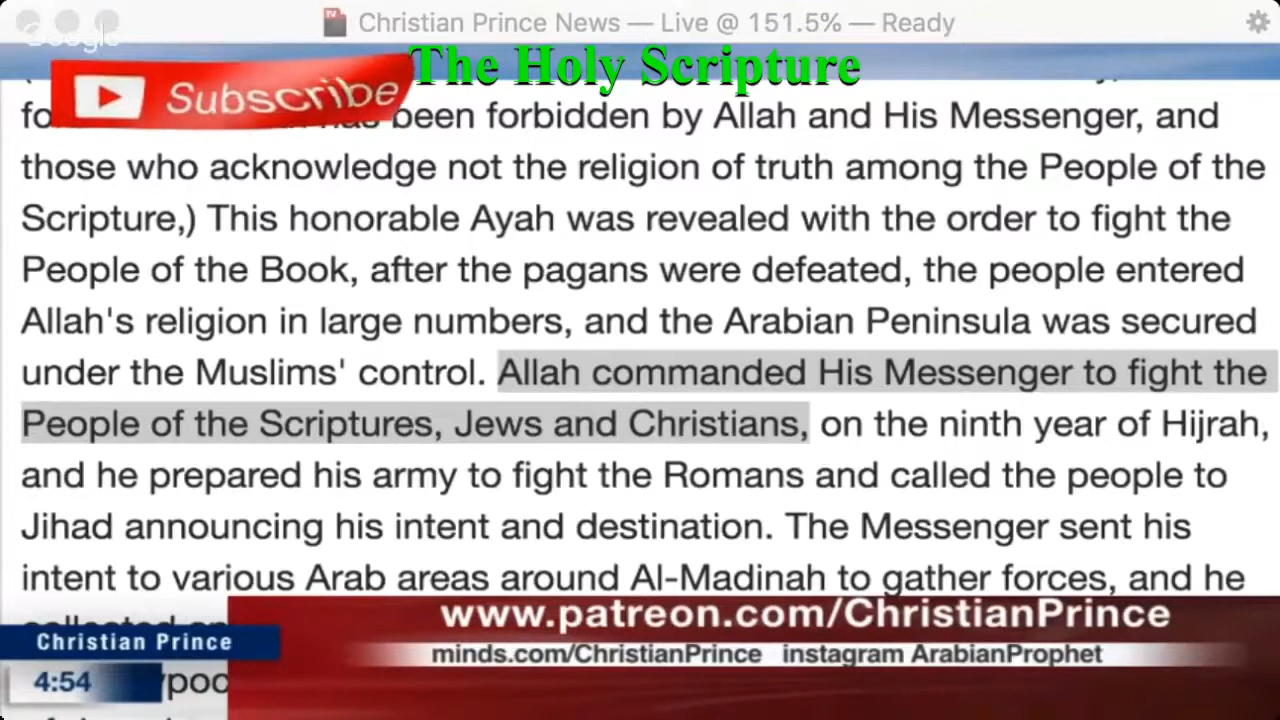 Christian Prince News — Live @ 151.5% — Ready
Google
The Holy Scripture
Subscribe
been forbidden by Allah and His Messenger, and
those who acknowledge not the religion of truth among the People of the
Scripture,) This honorable Ayah was revealed with the order to fight the
People of the Book, after the pagans were defeated, the people entered
Allah's religion in large numbers, and the Arabian Peninsula was secured
under the Muslims' control. Allah commanded His Messenger to fight the
People of the Scriptures, Jews and Christians, on the ninth year of Hijrah,
and he prepared his army to fight the Romans and called the people to
Jihad announcing his intent and destination. The Messenger sent his
intent to various Arab areas around Al-Madinah to gather forces, and he
www.patreon.com/ChristianPrince
Christian Prince
minds.com/ChristianPrince instagram ArabianProphet
4:54